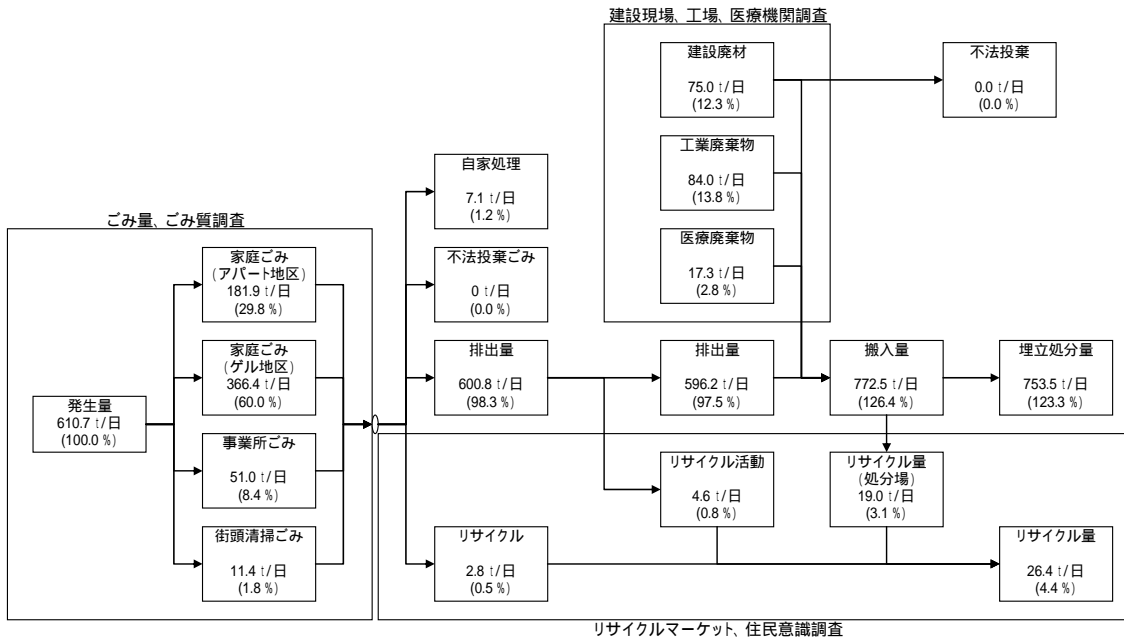 建設現場、工場、医療機関調査
建設廃材
75.0 t/日
(12.3 %)
不法投棄
0.0 t/日
(0.0 %)
工業廃棄物
84.0 t/日
(13.8 %)
医療廃棄物
17.3 t/日
(2.8 %)
自家処理
7.1 t/日
(1.2 %)
ごみ量、ごみ質調査
家庭ごみ
(アパート地区)
181.9 t/日
(29.8 %)
不法投棄ごみ
0 t/日
(0.0 %)
家庭ごみ
(ゲル地区)
366.4 t/日
(60.0 %)
排出量
600.8 t/日
(98.3 %)
排出量
596.2 t/日
(97.5 %)
搬入量
772.5 t/日
(126.4 %)
埋立処分量
753.5 t/日
(123.3 %)
発生量
610.7 t/日
(100.0 %)
事業所ごみ
51.0 t/日
(8.4 %)
リサイクル活動
4.6 t/日
(0.8 %)
リサイクル量
(処分場)
19.0 t/日
(3.1 %)
街頭清掃ごみ
11.4 t/日
(1.8 %)
リサイクル
2.8 t/日
(0.5 %)
リサイクル量
26.4 t/日
(4.4 %)
リサイクルマーケット、住民意識調査